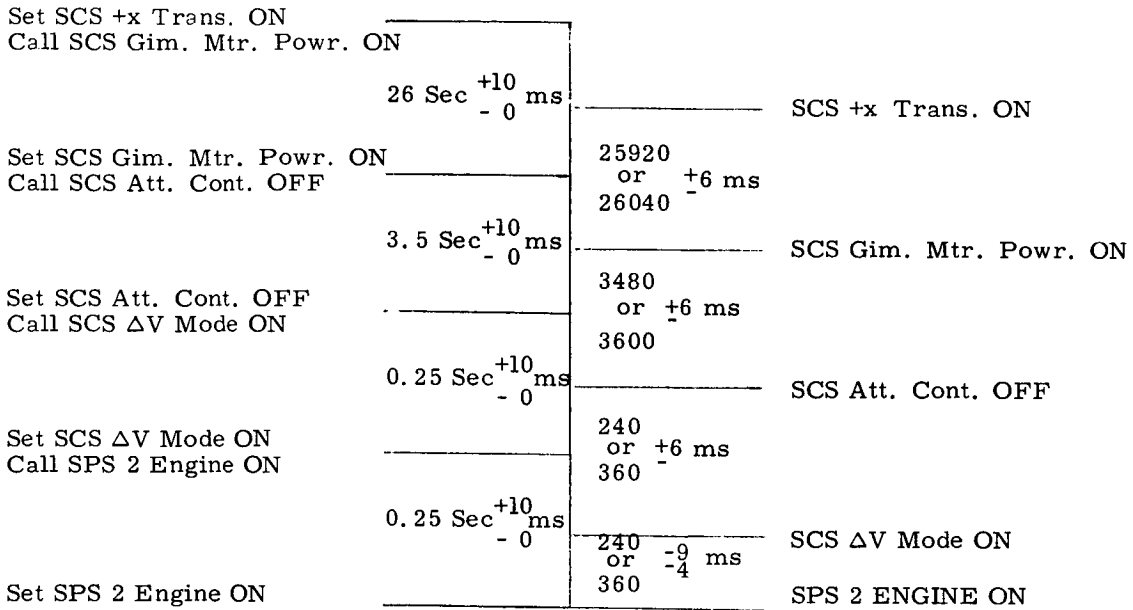 Set SCS +x Trans. ON
Call SCS Gim. Mtr. Powr. ON
26 Sec +10 - 0 ms
SCS +x Trans. ON
Set SCS Gim. Mtr. Powr. ON
Call SCS Att. Cont. OFF
25920
or ±6 ms
26040
3.5 Sec +10 - 0 ms
SCS Gim. Mtr. Powr. ON
Set SCS Att. Cont. OFF
Call SCS ΔV Mode ON
3480
or ±6 ms
3600
0.25 Sec +10 - 0 ms
SCS Att. Cont. OFF
Set SCS ΔV Mode ON
Call SPS 2 Engine ON
240
or ±6 ms
360
0.25 Sec +10 - 0 ms
SCS ΔV Mode ON
240
or -9 -4 ms
360
Set SPS 2 Engine ON
SPS 2 ENGINE ON